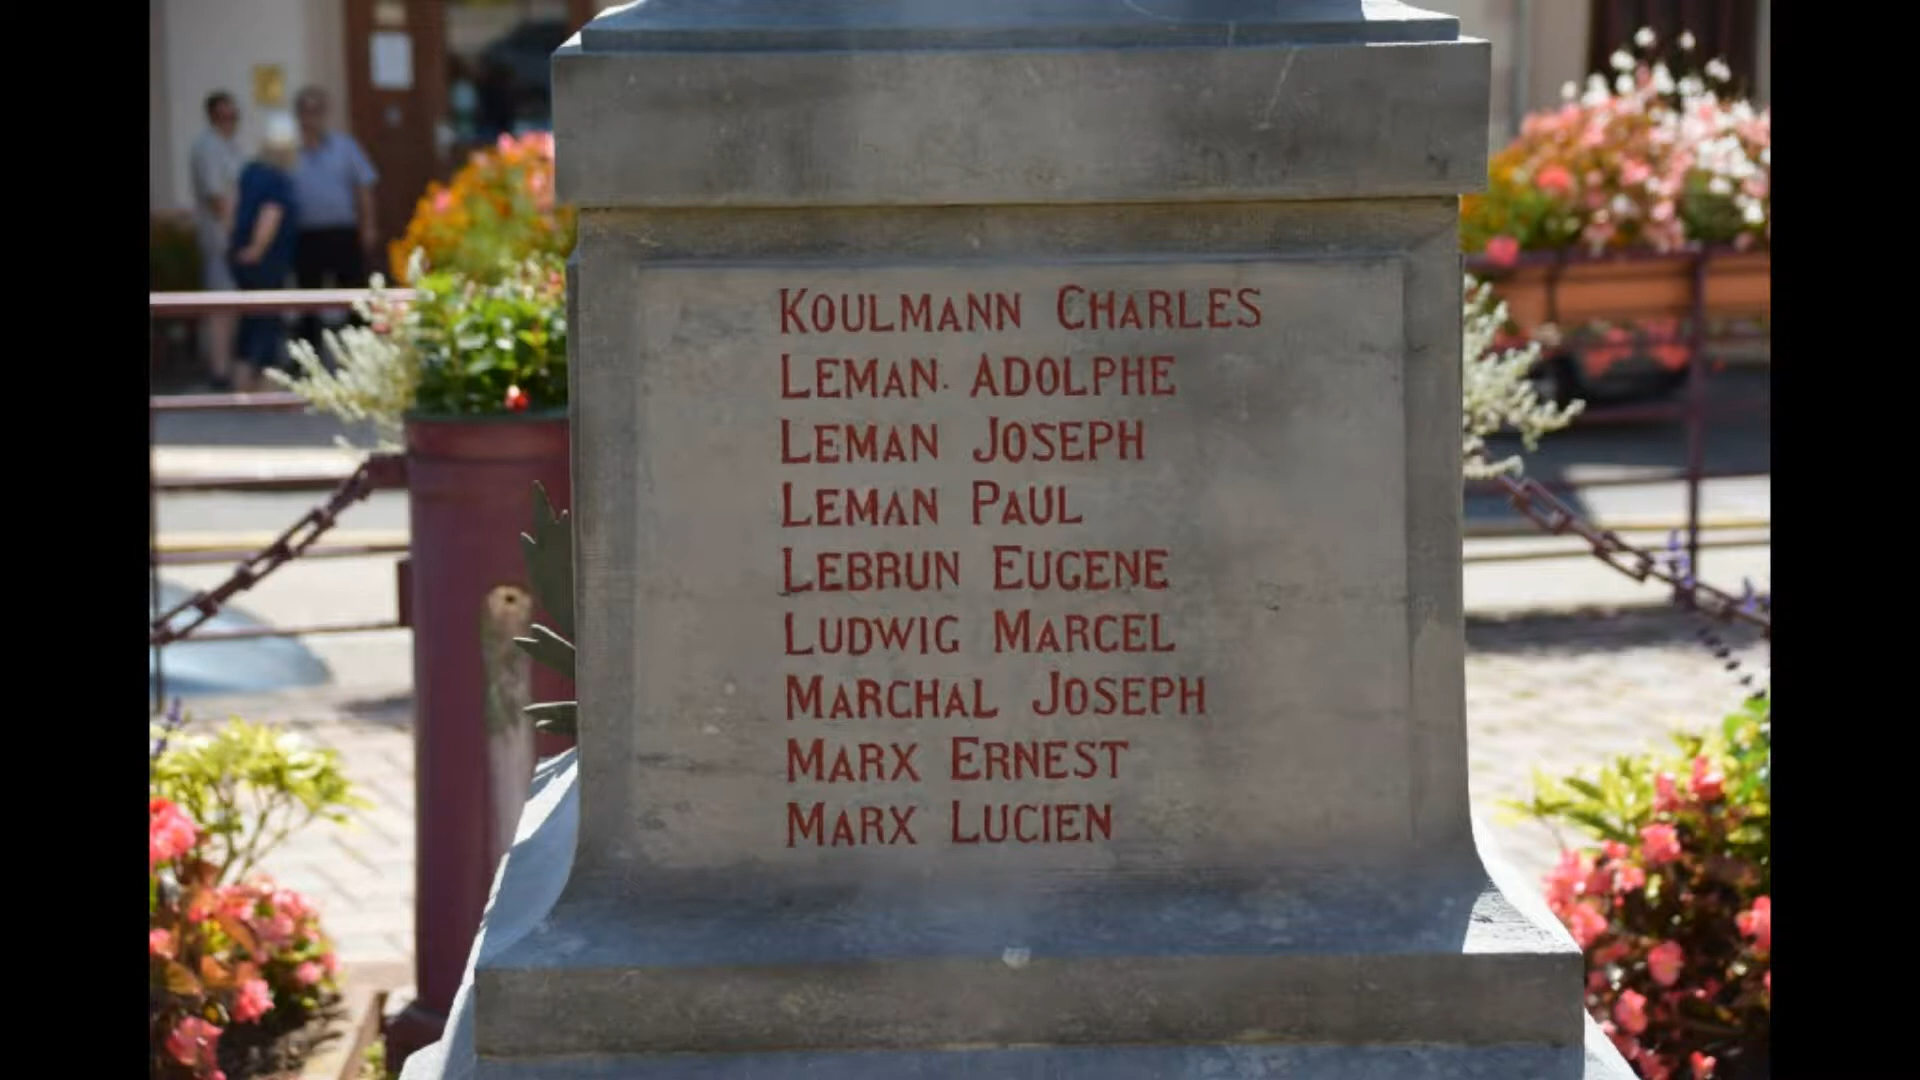 KOULMANN CHARLES
LEMAN. ADOLPHE
LEMAN JOSEPH
LEMAN PAUL
LEBRUN EUGENE
LUDWIG MARCEL
MARCHAL JOSEPH
MARX ERNEST
MARX LUCIEN